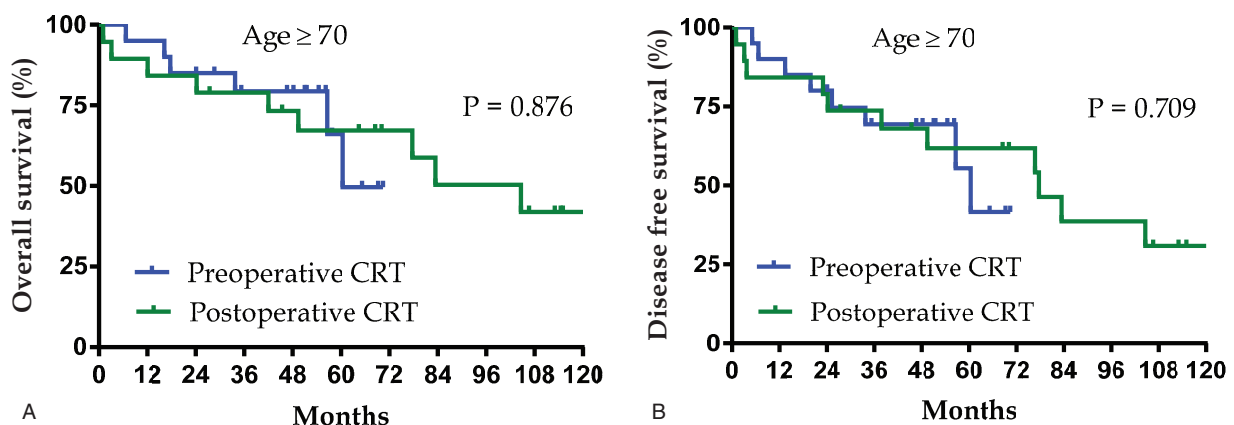 Age ≥ 70
P = 0.876
Overall survival (%)
100
75
50
25
0
Preoperative CRT
Postoperative CRT
0 12 24 36 48 60 72 84 96 108 120
Months
A
Age ≥ 70
P = 0.709
Disease free survival (%)
100
75
50
25
0
Preoperative CRT
Postoperative CRT
0 12 24 36 48 60 72 84 96 108 120
Months
B